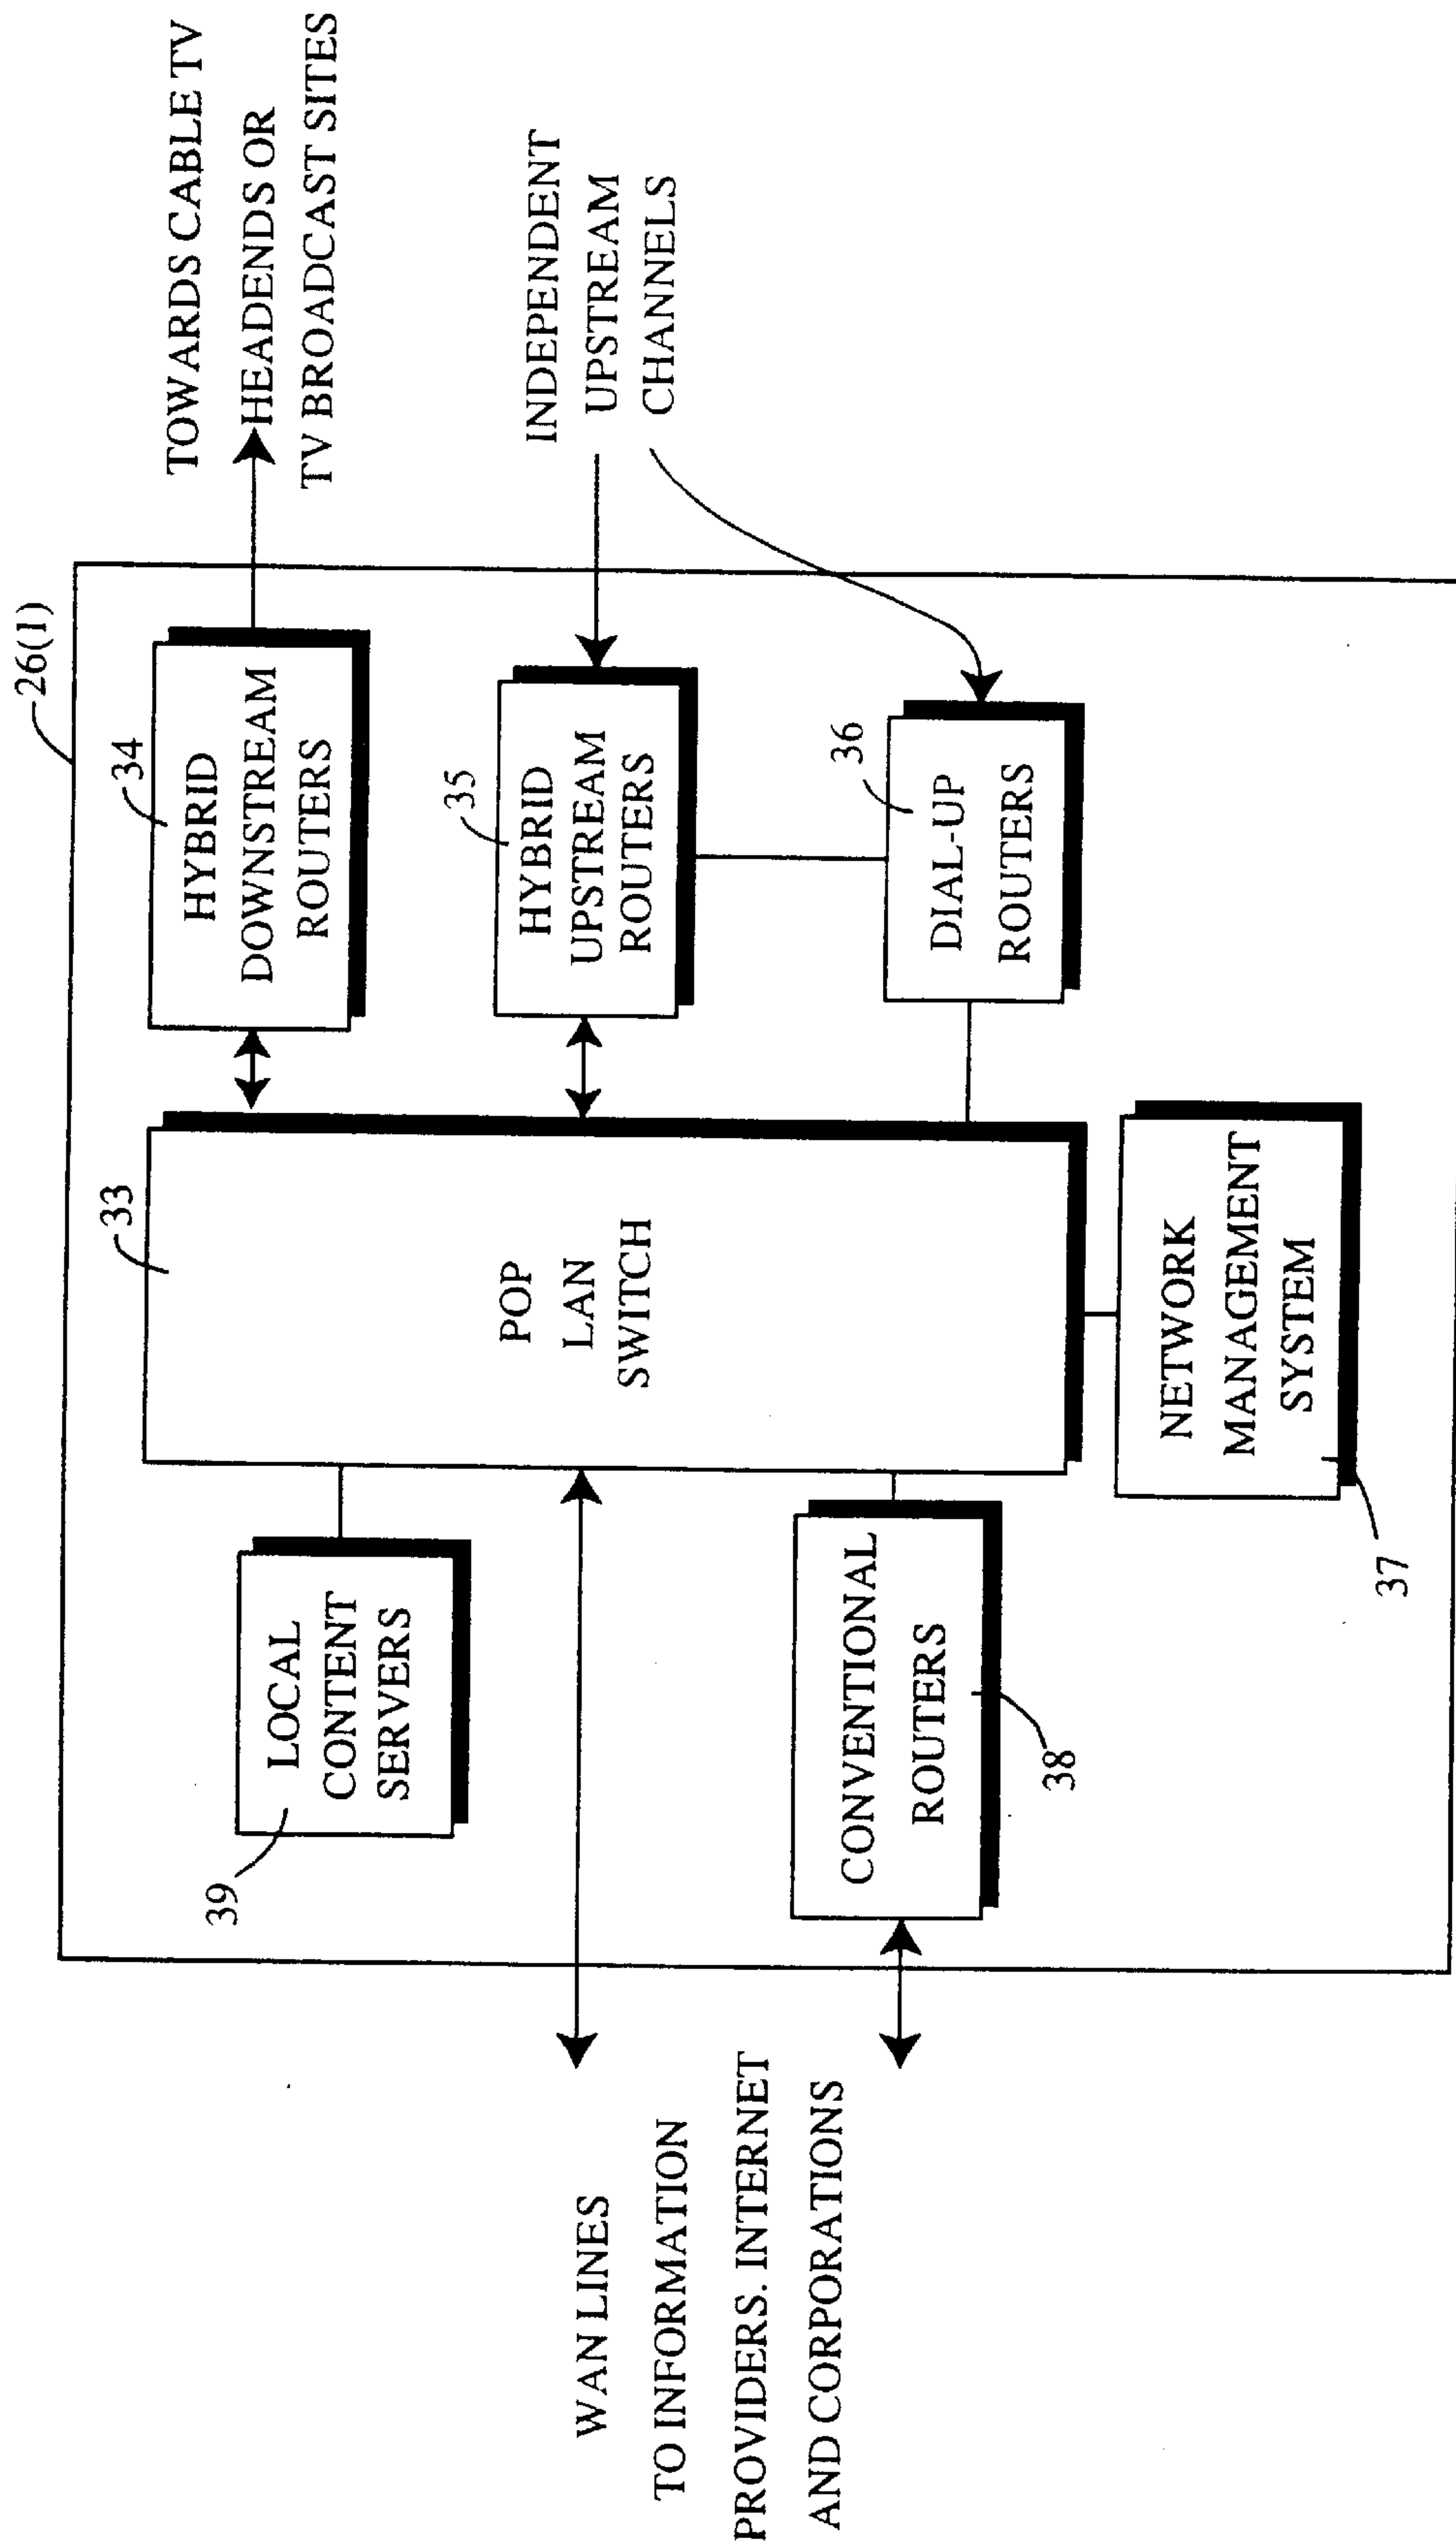 26(1)
TOWARDS CABLE TV
HEADENDS OR
TV BROADCAST SITES
34
HYBRID
DOWNSTREAM
ROUTERS
INDEPENDENT
UPSTREAM
CHANNELS
35
HYBRID
UPSTREAM
ROUTERS
36
DIAL-UP
ROUTERS
33
POP
LAN
SWITCH
NETWORK
MANAGEMENT
SYSTEM
37
39
LOCAL
CONTENT
SERVERS
CONVENTIONAL
ROUTERS
38
WAN LINES
TO INFORMATION
PROVIDERS. INTERNET
AND CORPORATIONS